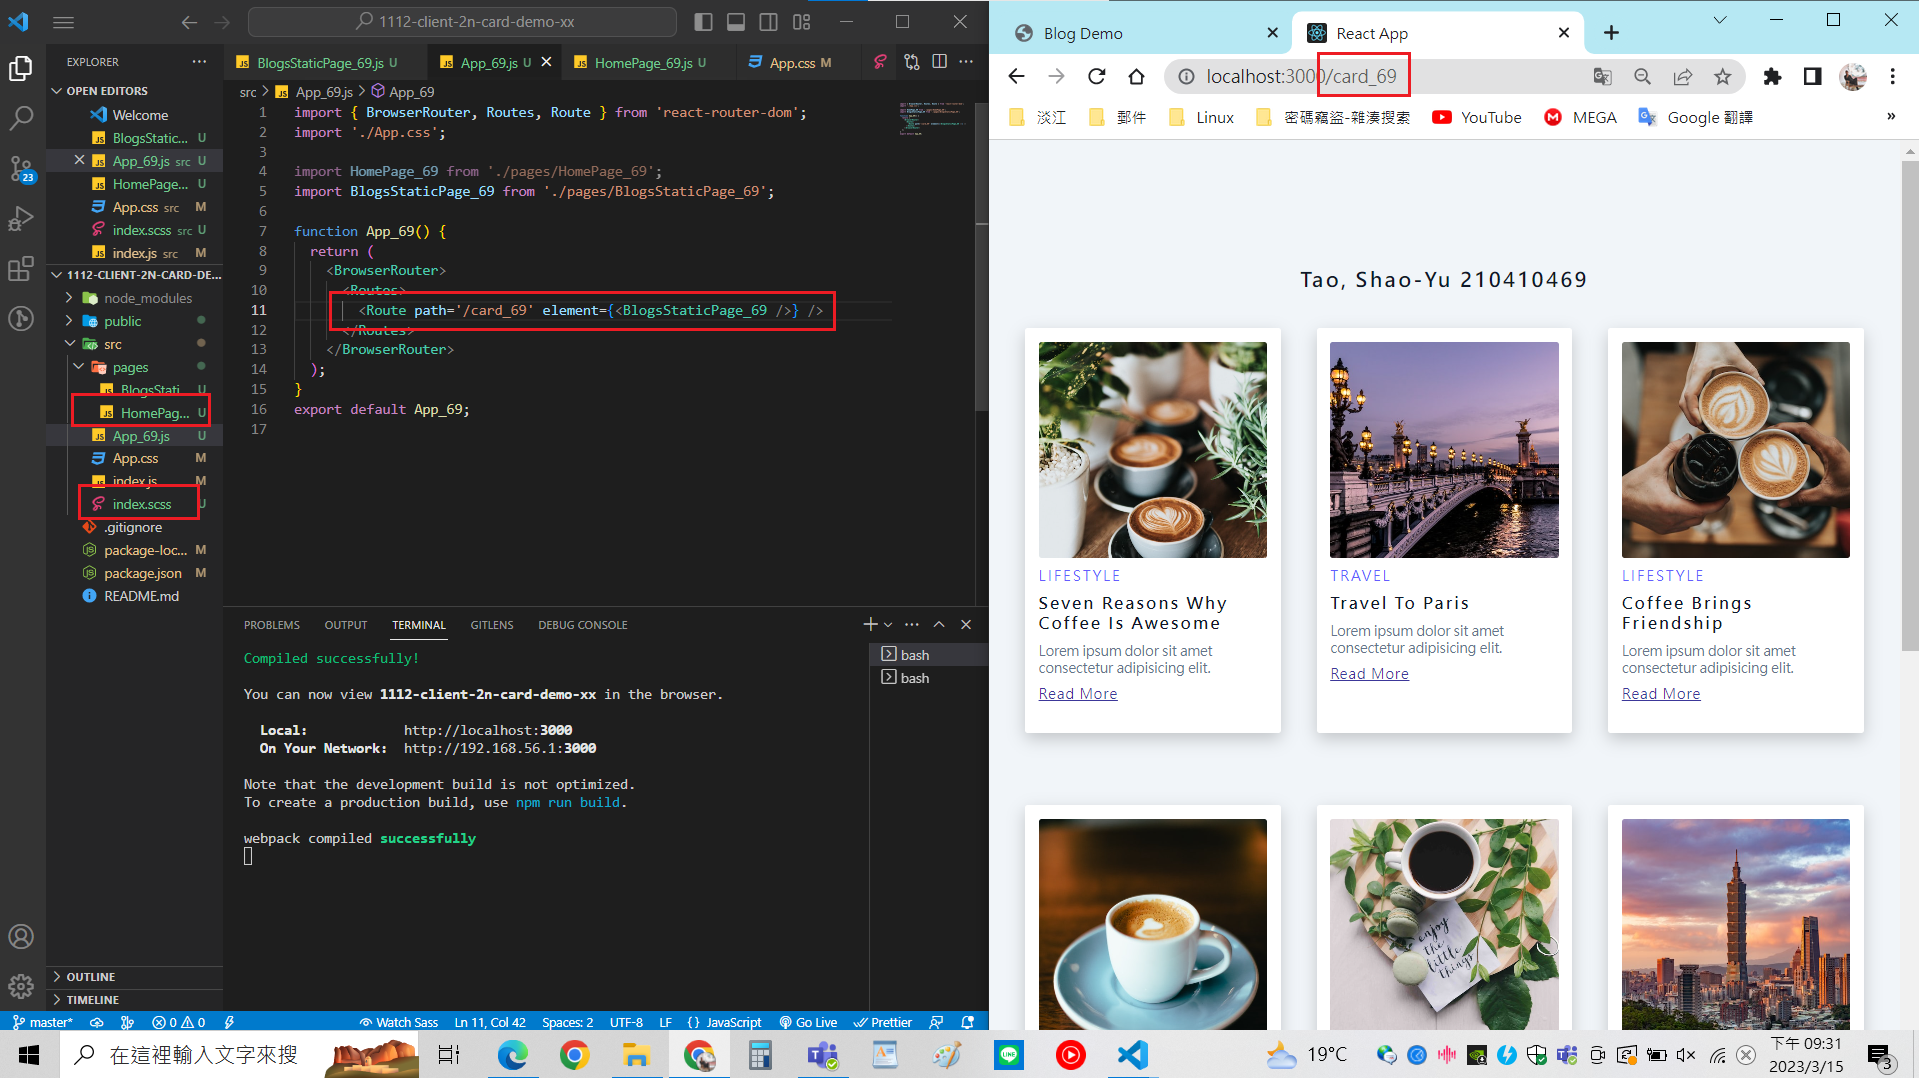 1112-client-2n-card-demo-xx
EXPLORER
OPEN EDITORS
Welcome
BlogsStatic... U
App_69.js src U
HomePage... U
App.css src M
index.scss src U
index.js src M
1112-CLIENT-2N-CARD-DE...
node_modules
public
src
pages
BlogsStati... U
HomePag... U
App_69.js U
App.css M
index.js M
index.scss U
.gitignore
package-loc... M
package.json M
README.md
OUTLINE
TIMELINE
23
BlogsStaticPage_69.js U
App_69.js U
HomePage_69.js U
App.css M
src > App_69.js > App_69
1 import { BrowserRouter, Routes, Route } from 'react-router-dom';
2 import './App.css';
3
4 import HomePage_69 from './pages/HomePage_69';
5 import BlogsStaticPage_69 from './pages/BlogsStaticPage_69';
6
7 function App_69() {
8 return (
9 <BrowserRouter>
10 <Routes>
11 <Route path='/card_69' element={<BlogsStaticPage_69 />} />
12 </Routes>
13 </BrowserRouter>
14 );
15 }
16 export default App_69;
17
PROBLEMS OUTPUT TERMINAL GITLENS DEBUG CONSOLE
Compiled successfully!
You can now view 1112-client-2n-card-demo-xx in the browser.
Local: http://localhost:3000
On Your Network: http://192.168.56.1:3000
Note that the development build is not optimized.
To create a production build, use npm run build.
webpack compiled successfully
bash
bash
master* 0 0 Watch Sass Ln 11, Col 42 Spaces: 2 UTF-8 LF {} JavaScript Go Live Prettier
Blog Demo
React App
localhost:3000/card_69
淡江 郵件 Linux 密碼竊盜-雜湊搜索 YouTube MEGA Google 翻譯 »
Tao, Shao-Yu 210410469
LIFESTYLE
Seven Reasons Why
Coffee Is Awesome
Lorem ipsum dolor sit amet
consectetur adipisicing elit.
Read More
TRAVEL
Travel To Paris
Lorem ipsum dolor sit amet
consectetur adipisicing elit.
Read More
LIFESTYLE
Coffee Brings
Friendship
Lorem ipsum dolor sit amet
consectetur adipisicing elit.
Read More
enjoy
the
little
things
在這裡輸入文字來搜
LINE
19°C
下午 09:31
2023/3/15
3